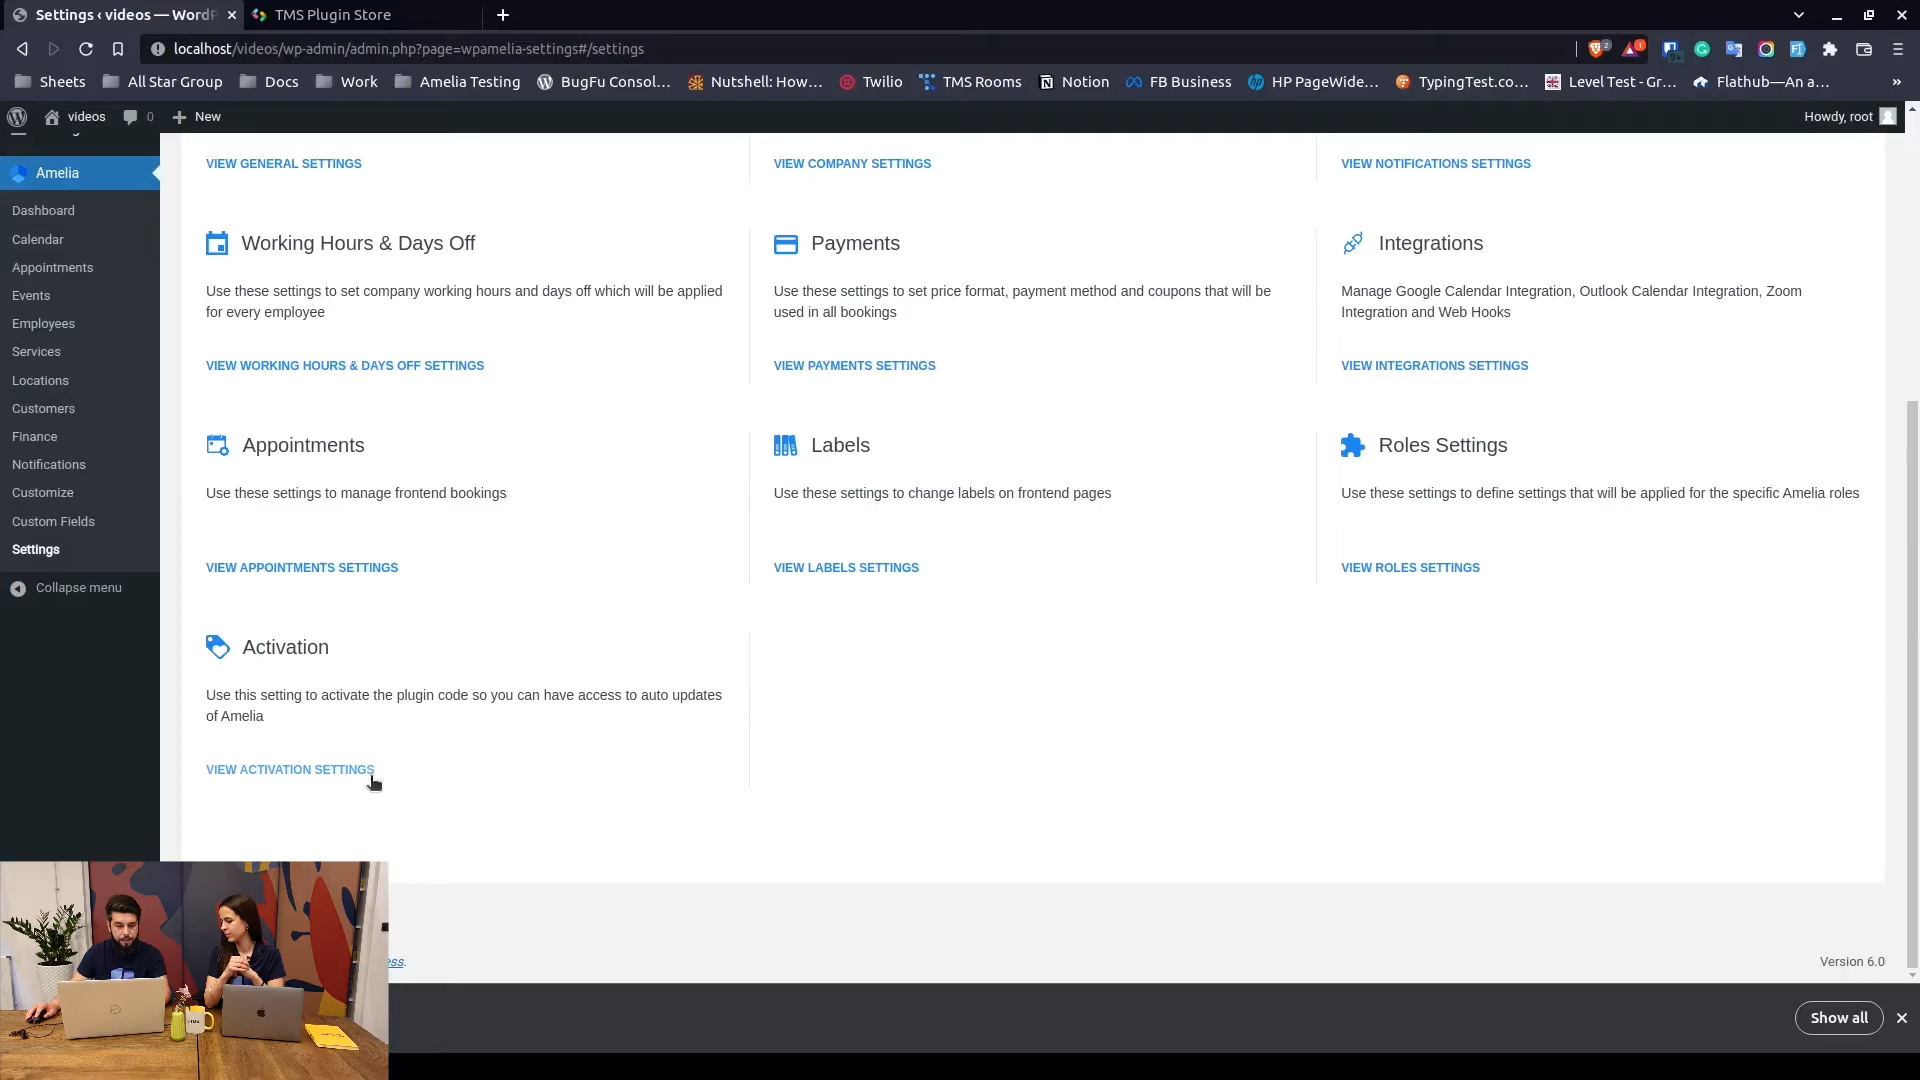 Settings ‹ videos — WordP
TMS Plugin Store
localhost/videos/wp-admin/admin.php?page=wpamelia-settings#/settings
2
1
Sheets
All Star Group
Docs
Work
Amelia Testing
BugFu Consol...
Nutshell: How...
Twilio
TMS Rooms
Notion
FB Business
HP PageWide...
TypingTest.co...
Level Test - Gr...
Flathub—An a...
»
videos
0
New
Howdy, root
Amelia
Dashboard
Calendar
Appointments
Events
Employees
Services
Locations
Customers
Finance
Notifications
Customize
Custom Fields
Settings
Collapse menu
VIEW GENERAL SETTINGS
VIEW COMPANY SETTINGS
VIEW NOTIFICATIONS SETTINGS
Working Hours & Days Off
Use these settings to set company working hours and days off which will be applied
for every employee
VIEW WORKING HOURS & DAYS OFF SETTINGS
Payments
Use these settings to set price format, payment method and coupons that will be
used in all bookings
VIEW PAYMENTS SETTINGS
Integrations
Manage Google Calendar Integration, Outlook Calendar Integration, Zoom
Integration and Web Hooks
VIEW INTEGRATIONS SETTINGS
Appointments
Use these settings to manage frontend bookings
VIEW APPOINTMENTS SETTINGS
Labels
Use these settings to change labels on frontend pages
VIEW LABELS SETTINGS
Roles Settings
Use these settings to define settings that will be applied for the specific Amelia roles
VIEW ROLES SETTINGS
Activation
Use this setting to activate the plugin code so you can have access to auto updates
of Amelia
VIEW ACTIVATION SETTINGS
ess.
Version 6.0
Show all